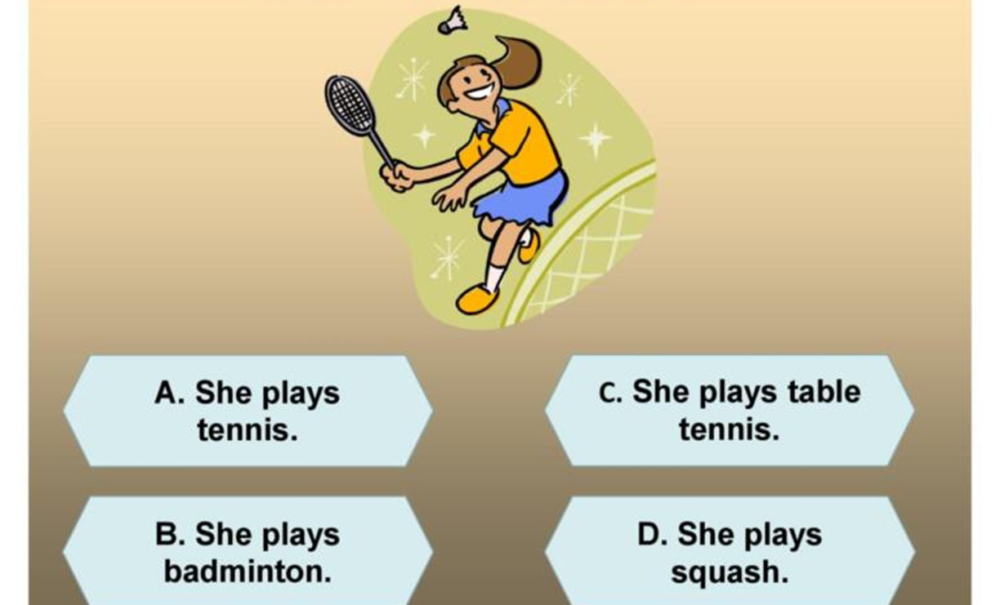 A. She plays
tennis.
C. She plays table
tennis.
B. She plays
badminton.
D. She plays
squash.